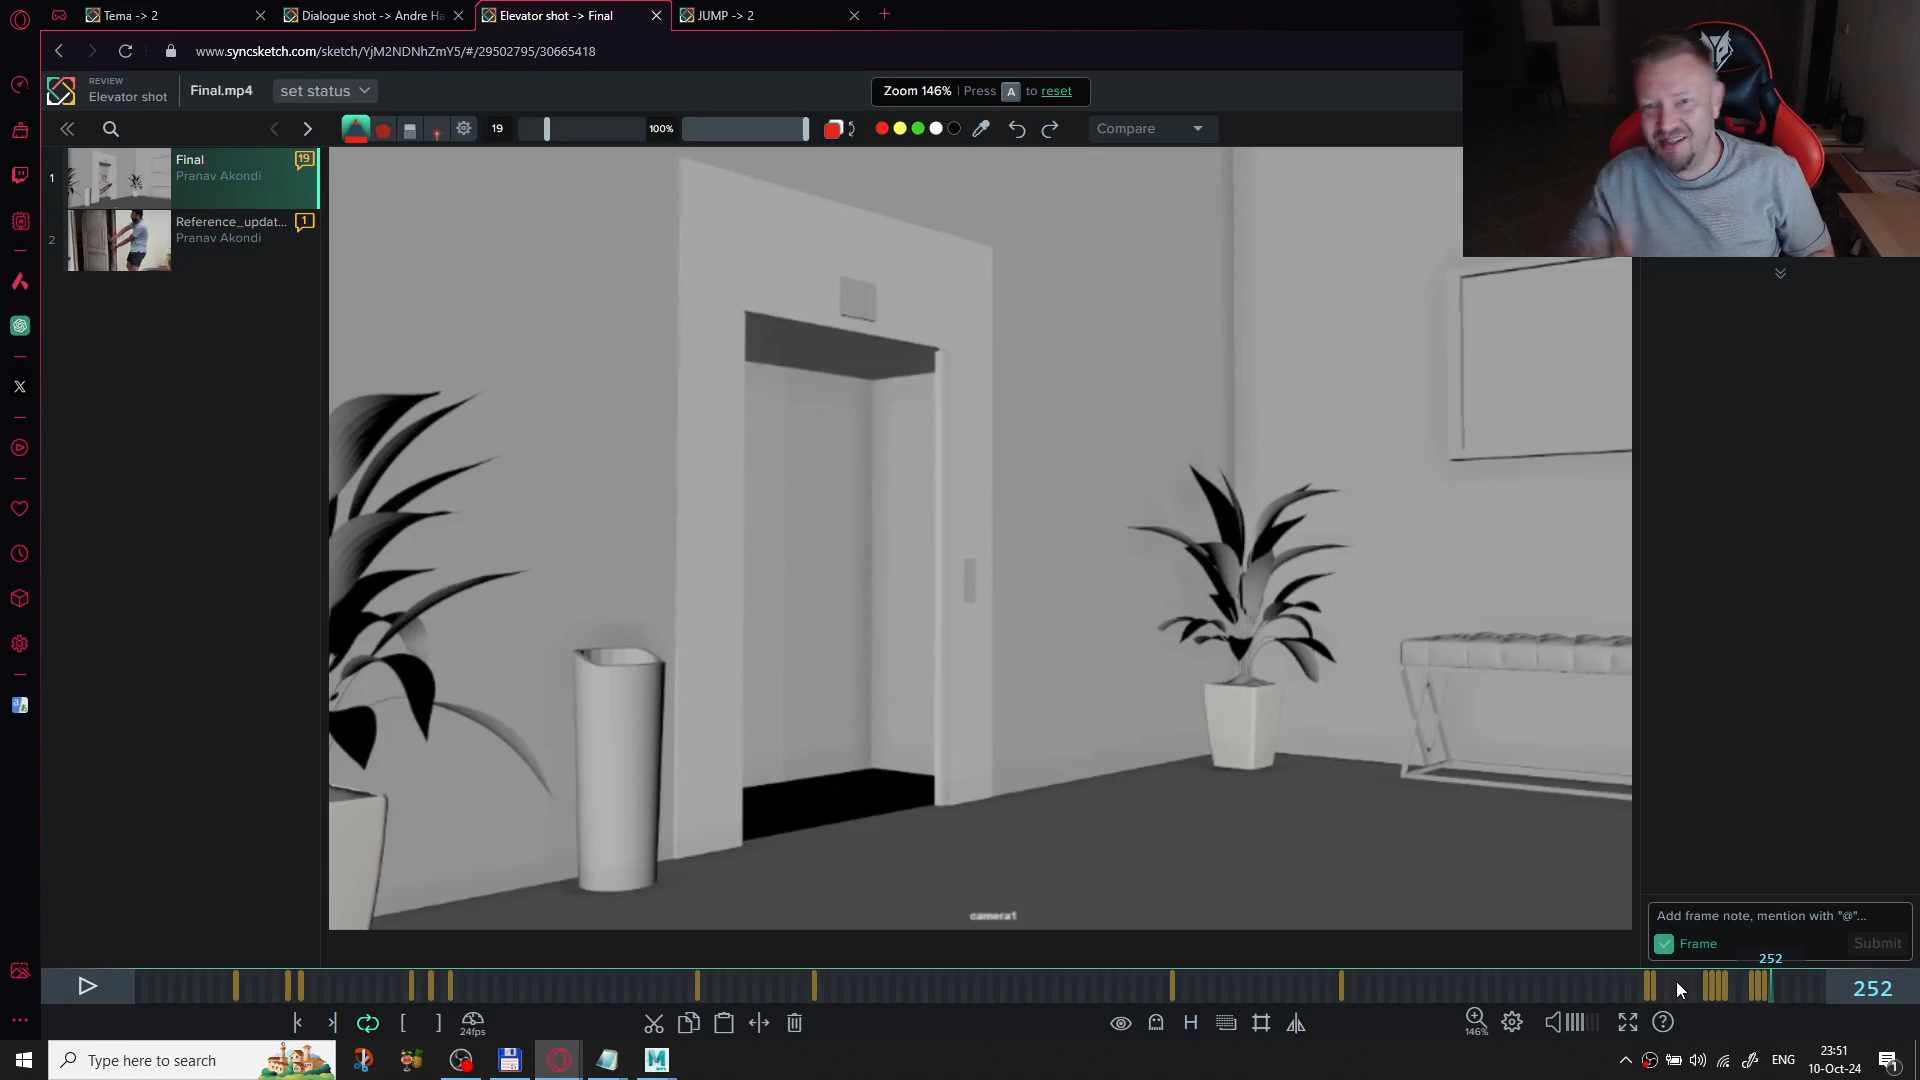 Tema -> 2
Dialogue shot -> Andre Ha
Elevator shot -> Final
JUMP -> 2
www.syncsketch.com/sketch/YjM2NDNhZmY5/#/29502795/30665418
REVIEW
Elevator shot
Final.mp4
set status
Zoom 146% | Press A to reset
19
100%
Compare
1
Final
19
Pranav Akondi
2
Reference_updat...
1
Pranav Akondi
camera1
Add frame note, mention with "@"...
Frame
Submit
252
252
24fps
H
146%
Type here to search
ENG
23:51
10-Oct-24
1